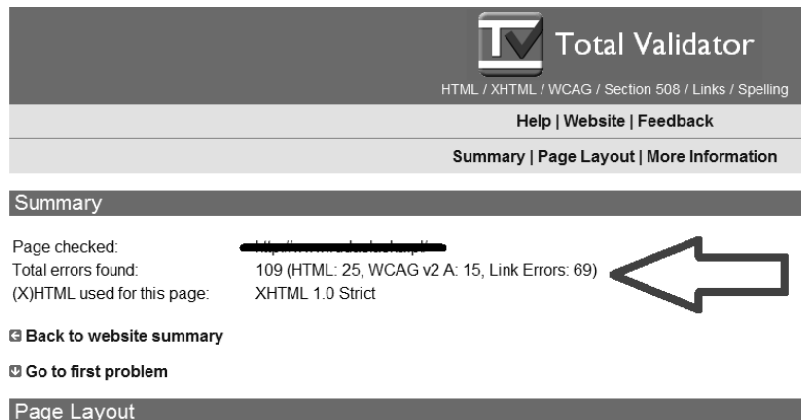 TV Total Validator
HTML / XHTML / WCAG / Section 508 / Links / Spelling
Help | Website | Feedback
Summary | Page Layout | More Information
Summary
Page checked:
Total errors found: 109 (HTML: 25, WCAG v2 A: 15, Link Errors: 69)
(X)HTML used for this page: XHTML 1.0 Strict
Back to website summary
Go to first problem
Page Layout